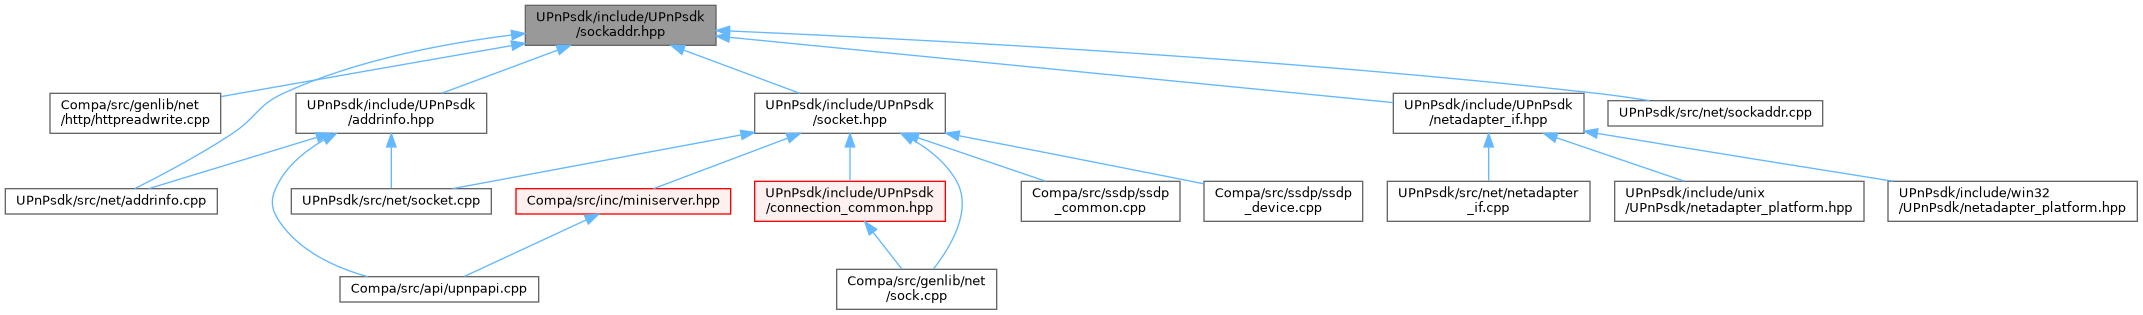 UPnPsdk/include/UPnPsdk
/sockaddr.hpp
Compa/src/genlib/net
/http/httpreadwrite.cpp
UPnPsdk/include/UPnPsdk
/addrinfo.hpp
UPnPsdk/include/UPnPsdk
/socket.hpp
UPnPsdk/include/UPnPsdk
/netadapter_if.hpp
UPnPsdk/src/net/sockaddr.cpp
UPnPsdk/src/net/addrinfo.cpp
UPnPsdk/src/net/socket.cpp
Compa/src/inc/miniserver.hpp
UPnPsdk/include/UPnPsdk
/connection_common.hpp
Compa/src/ssdp/ssdp
_common.cpp
Compa/src/ssdp/ssdp
_device.cpp
UPnPsdk/src/net/netadapter
_if.cpp
UPnPsdk/include/unix
/UPnPsdk/netadapter_platform.hpp
UPnPsdk/include/win32
/UPnPsdk/netadapter_platform.hpp
Compa/src/api/upnpapi.cpp
Compa/src/genlib/net
/sock.cpp